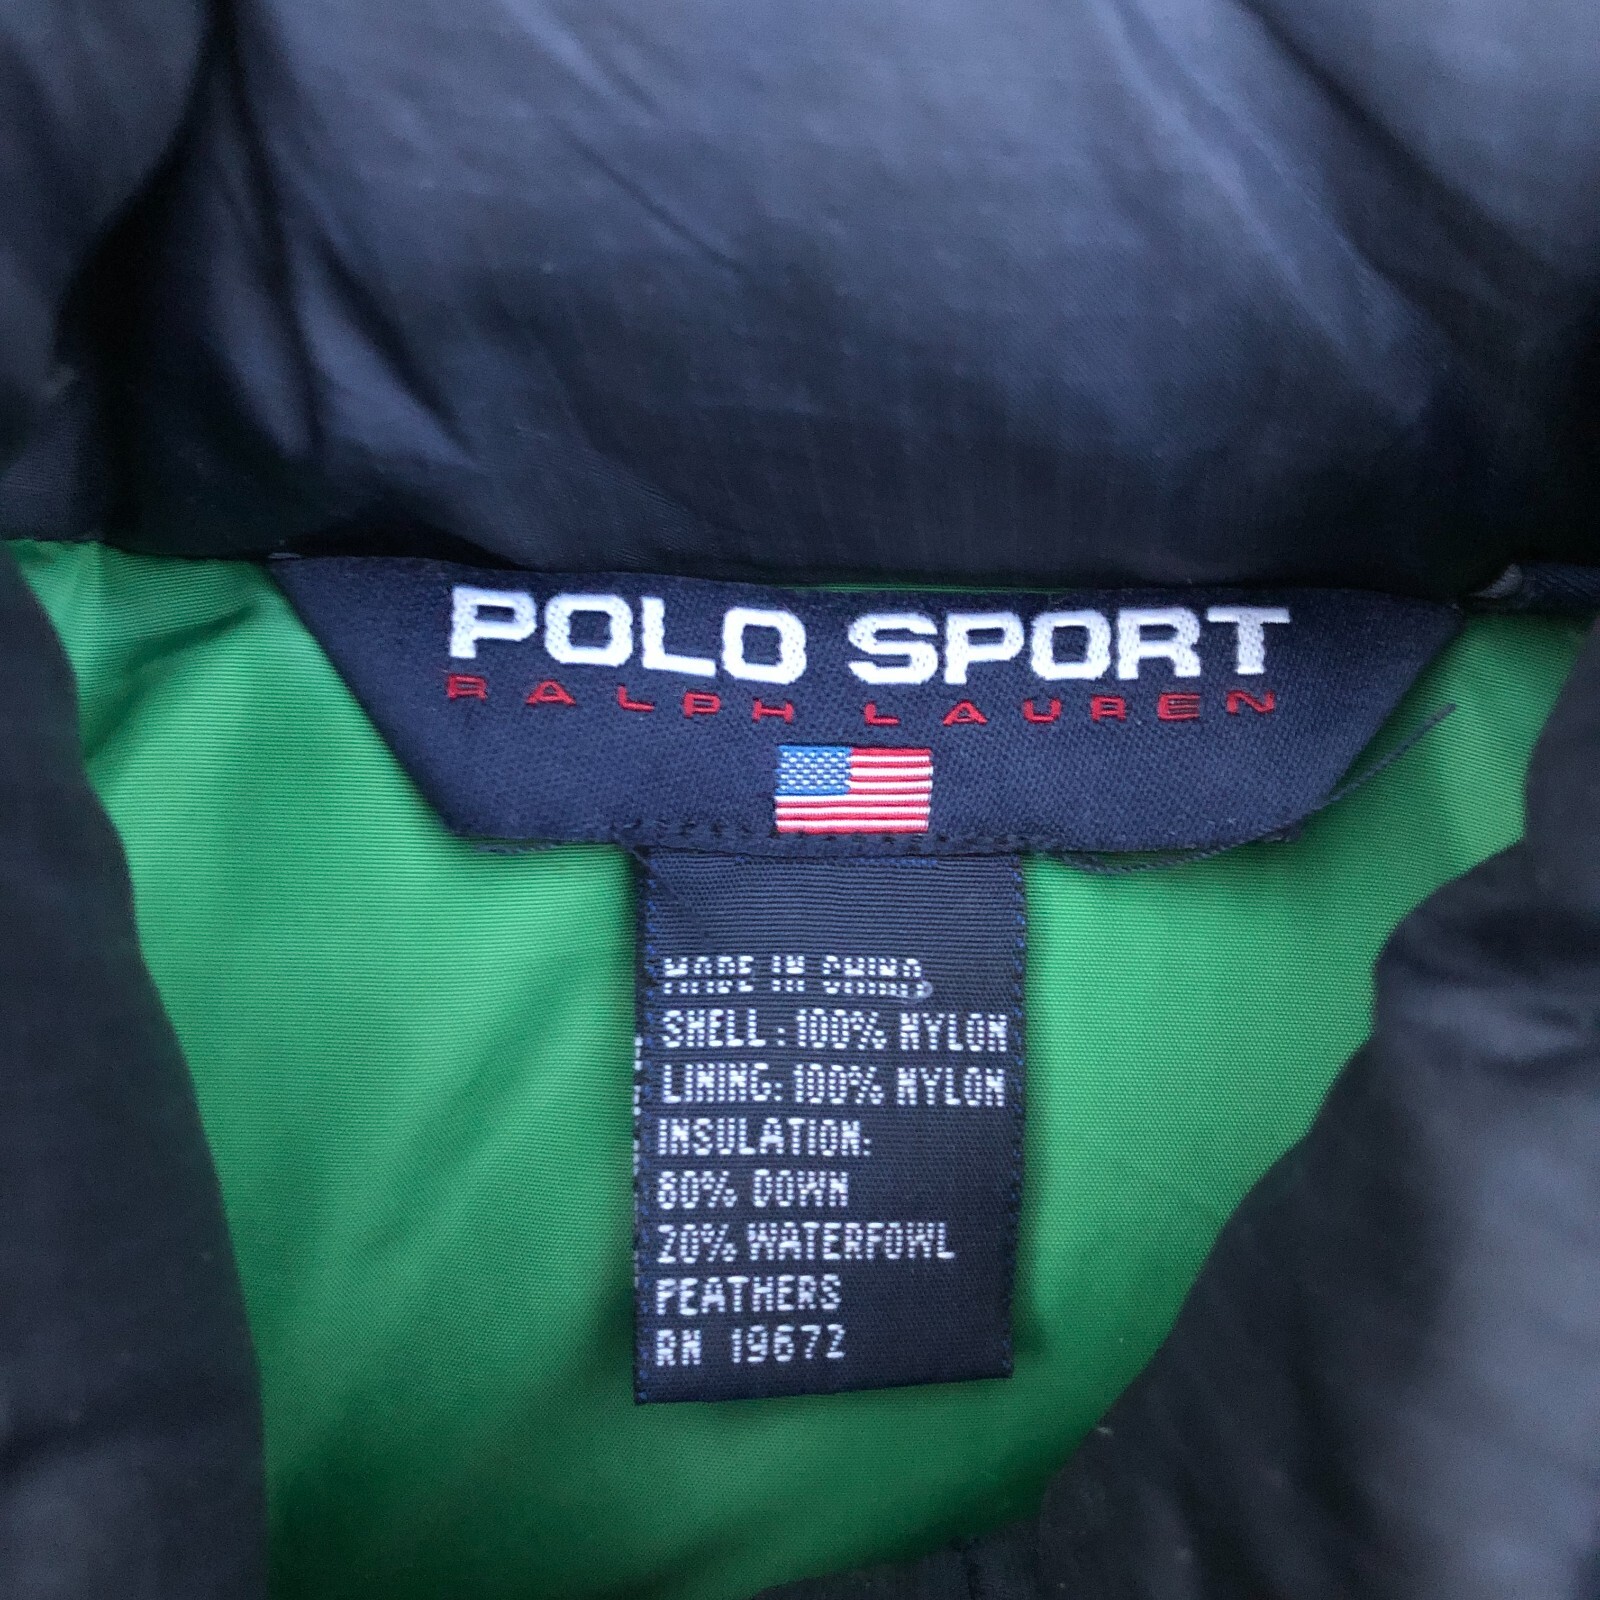 POLO SPORT
RALPH LAUREN
MADE IN CHINA
SHELL: 100% NYLON
LINING: 100% NYLON
INSULATION:
80% DOWN
20% WATERFOWL
FEATHERS
RN 19672